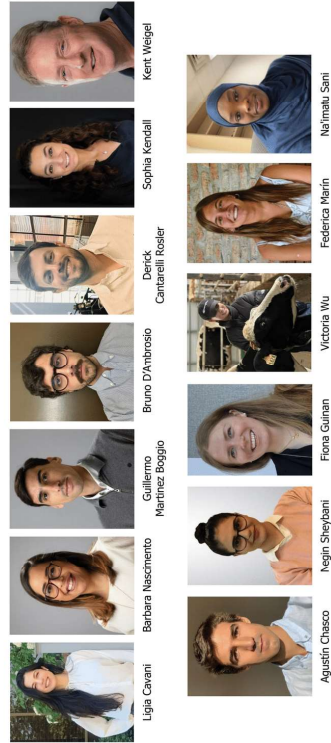 Ligia Cavani
Barbara Nascimento
Guillermo
Martinez Boggio
Bruno D'Ambrosio
Derick
Cantarelli Rosler
Sophia Kendall
Kent Weigel
Agustín Chasco
Negin Sheybani
Fiona Guinan
Victoria Wu
Federica Marín
Na'imatu Sani